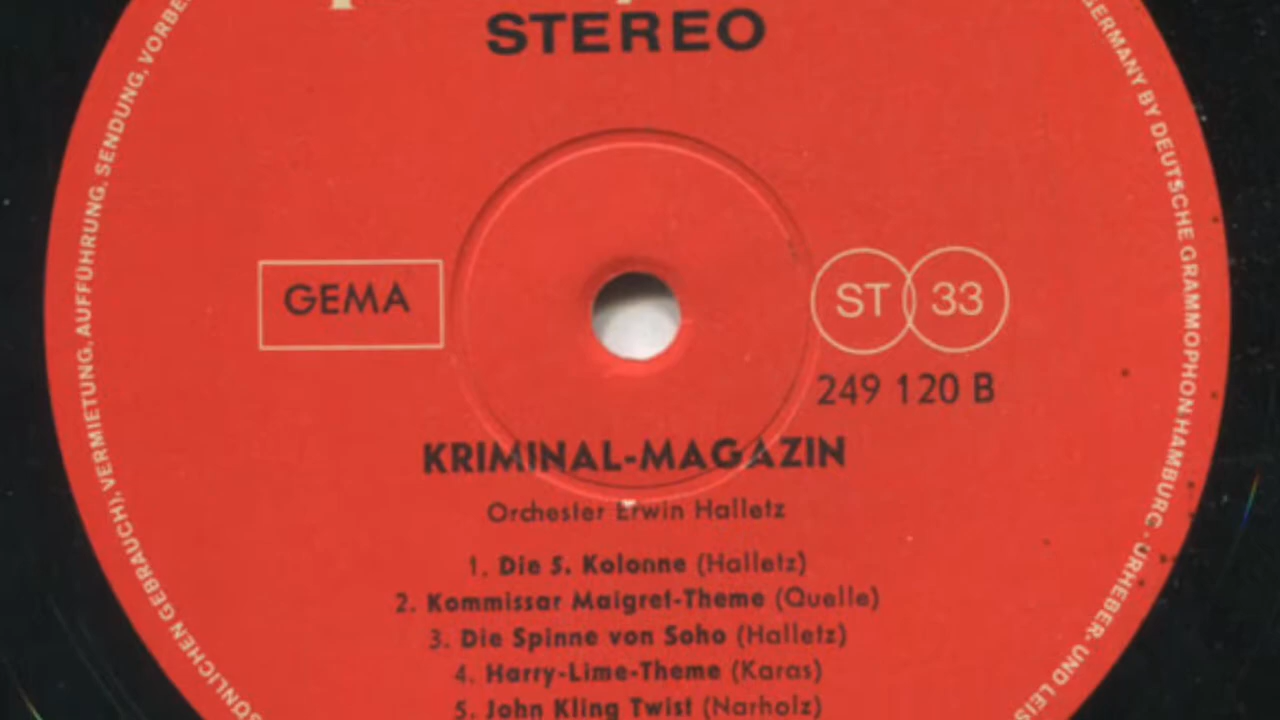 STEREO
GEMA
ST 33
249 120 B
KRIMINAL-MAGAZIN
Orchester Erwin Halletz
1. Die 5. Kolonne (Halletz)
2. Kommissar Maigret-Theme (Quelle)
3. Die Spinne von Soho (Halletz)
4. Harry-Lime-Theme (Karas)
5. John Kling Twist (Narholz)
GEBRAUCH), VERMIETUNG, AUFFÜHRUNG, SENDUNG,
GERMANY BY DEUTSCHE GRAMMOPHON HAMBURG · URHEBER- UND